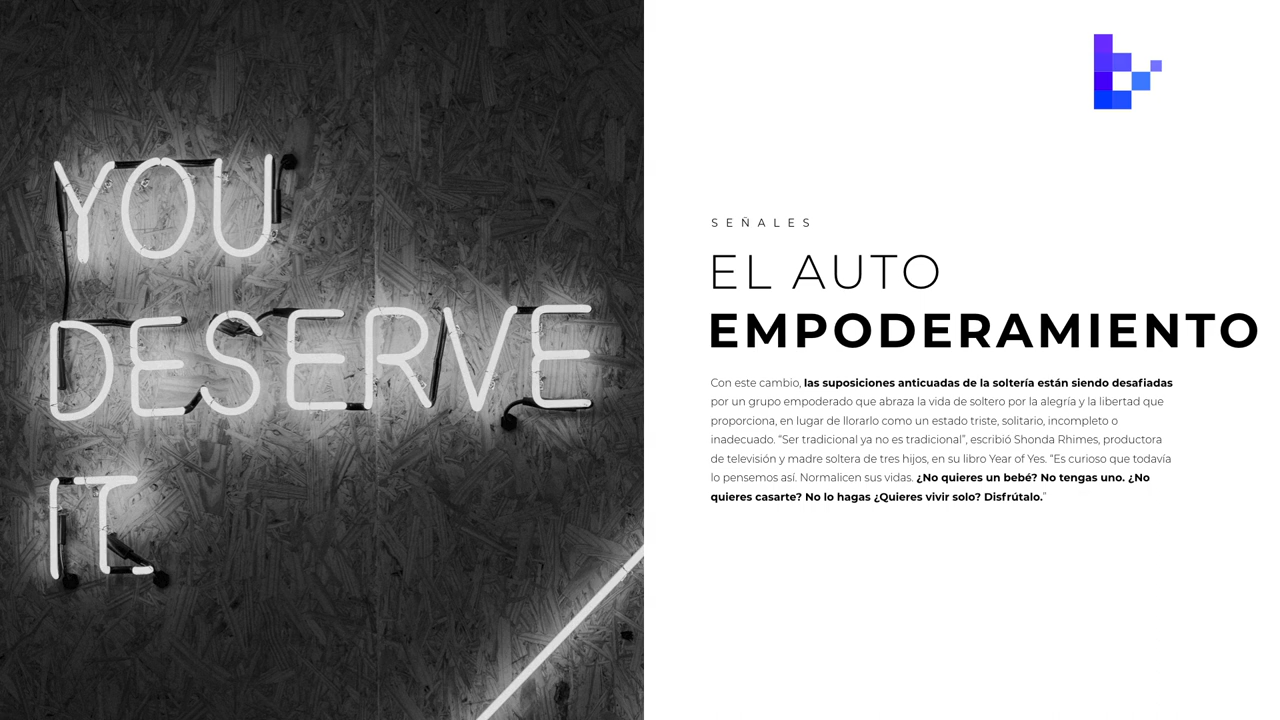 YOU
DESERVE
IT
SEÑALES
EL AUTO
EMPODERAMIENTO
Con este cambio, las suposiciones anticuadas de la soltería están siendo desafiadas
por un grupo empoderado que abraza la vida de soltero por la alegría y la libertad que
proporciona, en lugar de llorarlo como un estado triste, solitario, incompleto o
inadecuado. “Ser tradicional ya no es tradicional”, escribió Shonda Rhimes, productora
de televisión y madre soltera de tres hijos, en su libro Year of Yes. “Es curioso que todavía
lo pensemos así. Normalicen sus vidas. ¿No quieres un bebé? No tengas uno. ¿No
quieres casarte? No lo hagas ¿Quieres vivir solo? Disfrútalo.”